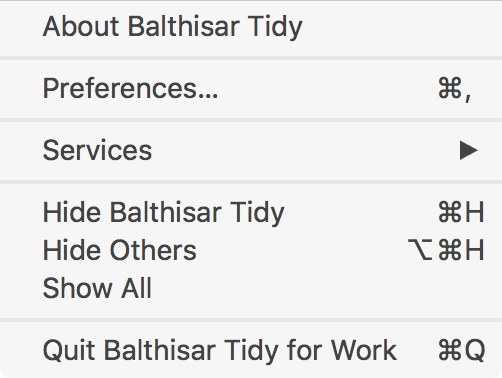 About Balthisar Tidy
Preferences... ⌘,
Services ▶
Hide Balthisar Tidy ⌘H
Hide Others ⌥⌘H
Show All
Quit Balthisar Tidy for Work ⌘Q